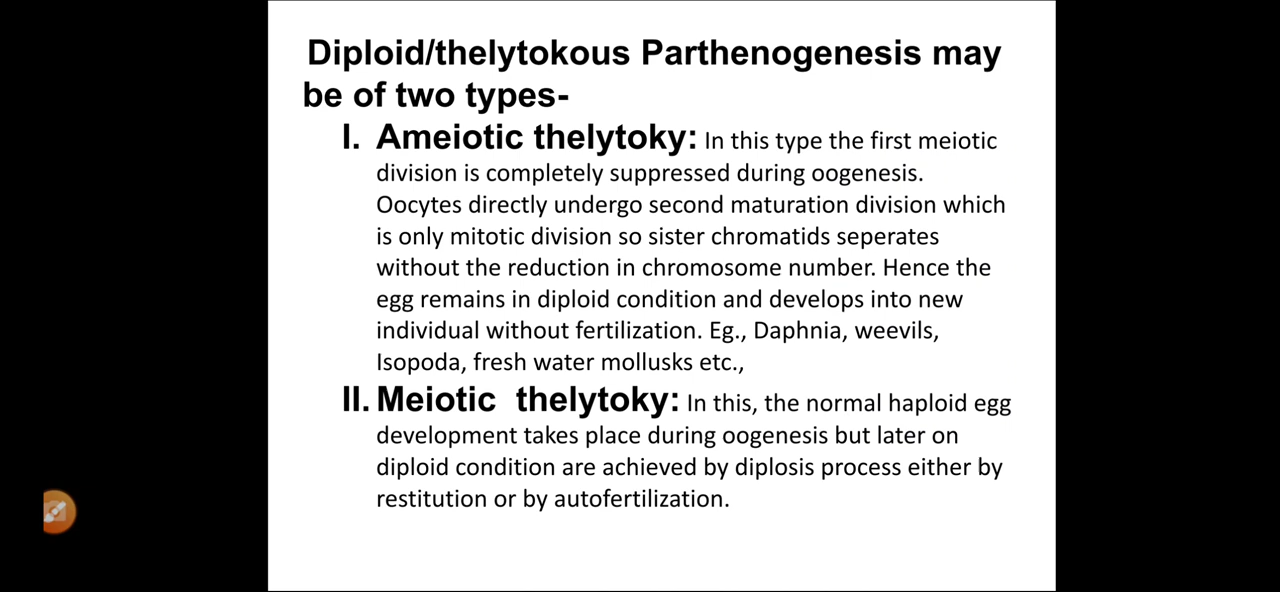 Diploid/thelytokous Parthenogenesis may
be of two types-
I. Ameiotic thelytoky: In this type the first meiotic
division is completely suppressed during oogenesis.
Oocytes directly undergo second maturation division which
is only mitotic division so sister chromatids seperates
without the reduction in chromosome number. Hence the
egg remains in diploid condition and develops into new
individual without fertilization. Eg., Daphnia, weevils,
Isopoda, fresh water mollusks etc.,
II. Meiotic thelytoky: In this, the normal haploid egg
development takes place during oogenesis but later on
diploid condition are achieved by diplosis process either by
restitution or by autofertilization.